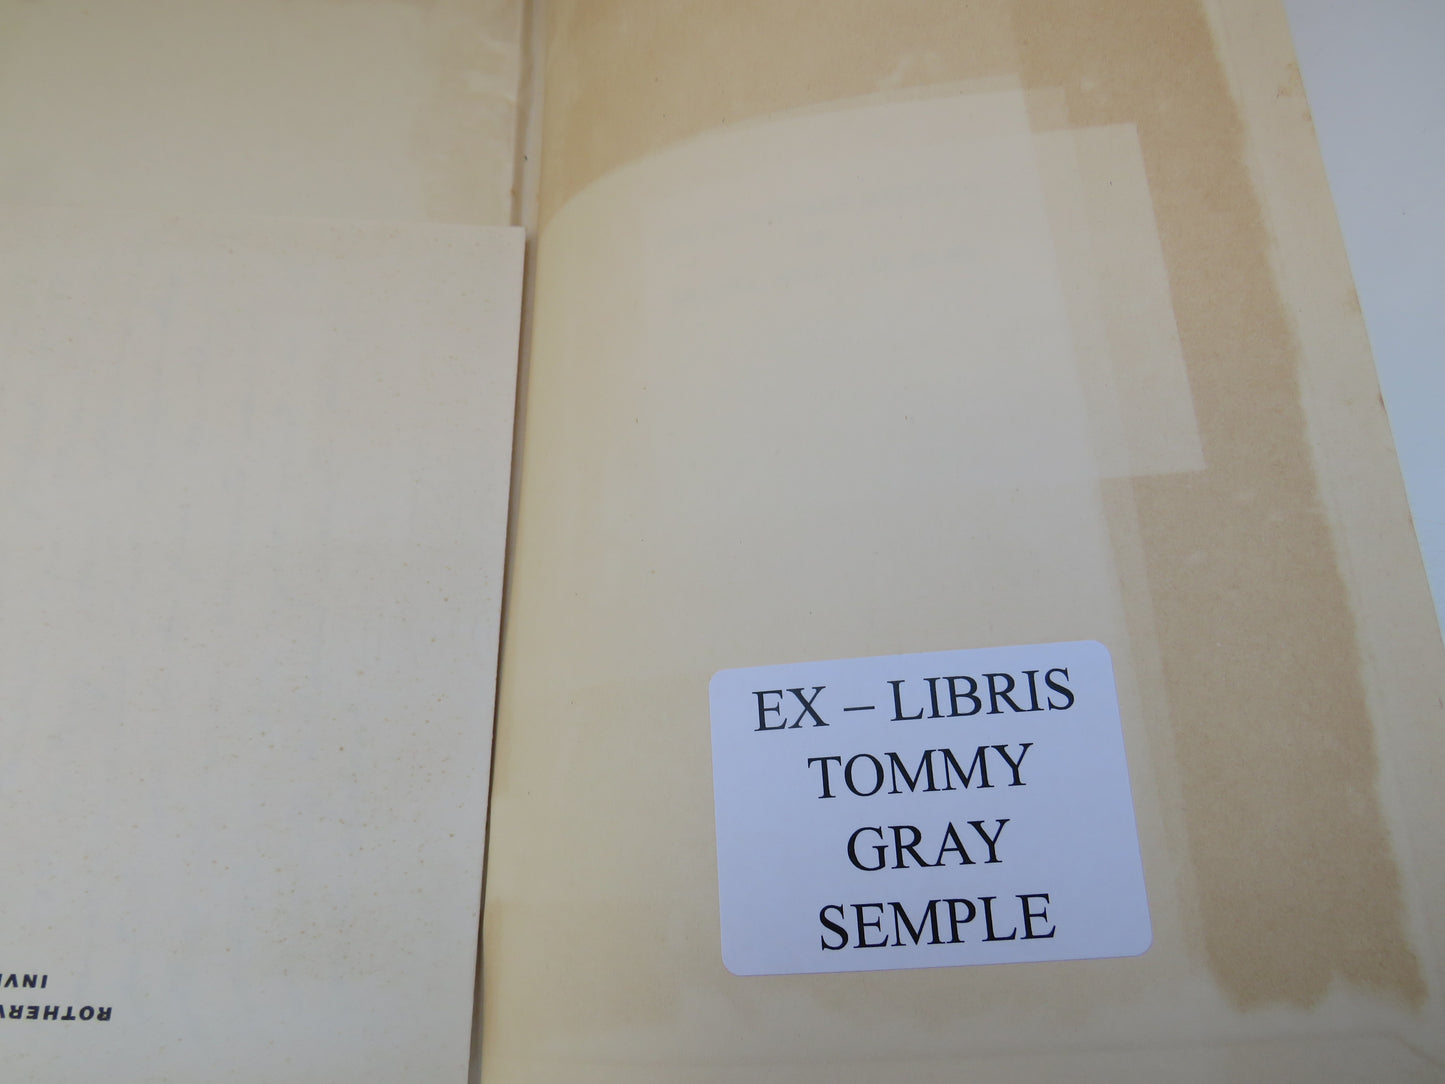 EX – LIBRIS
TOMMY
GRAY
SEMPLE